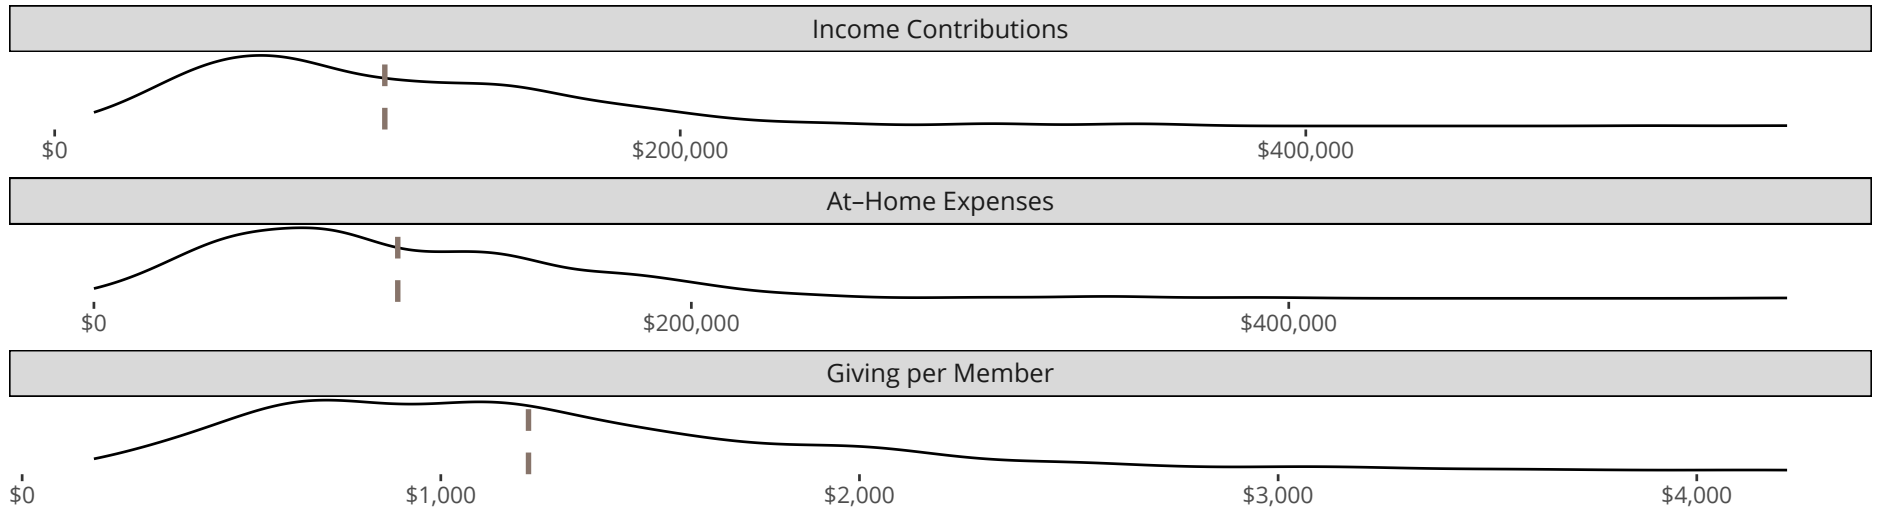 Income Contributions
$0 $200,000 $400,000
At–Home Expenses
$0 $200,000 $400,000
Giving per Member
$0 $1,000 $2,000 $3,000 $4,000